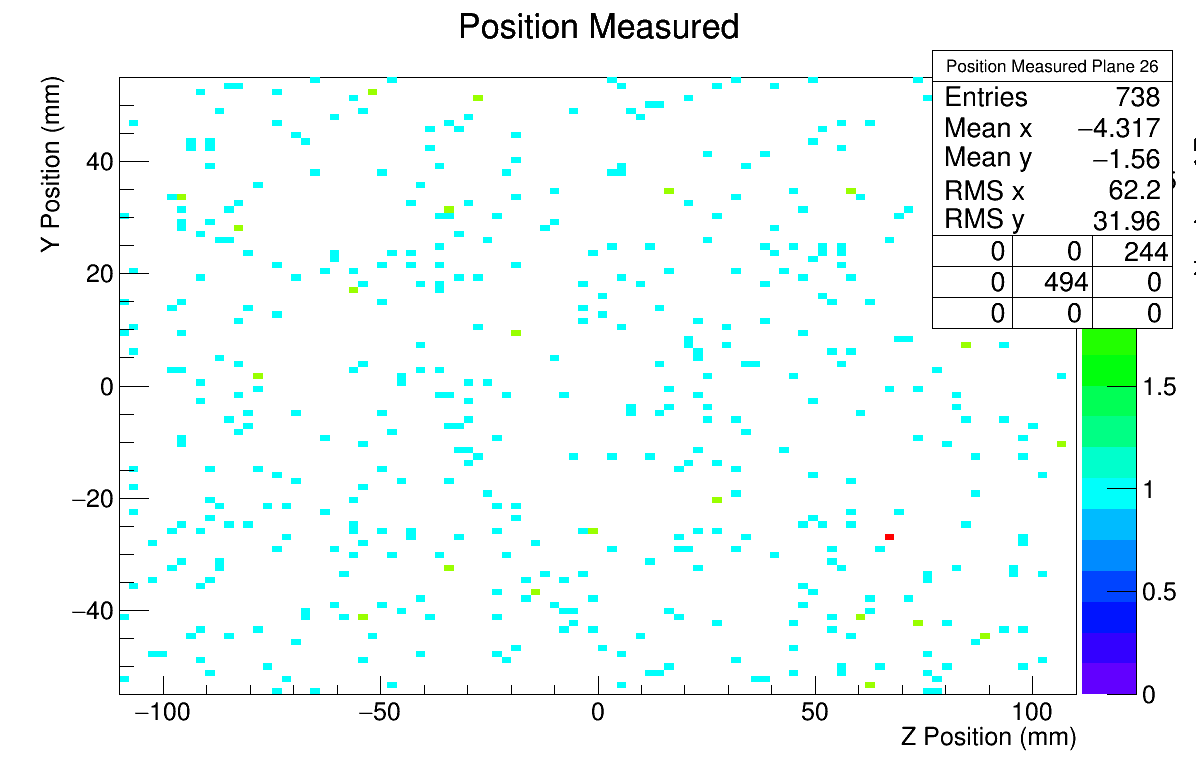 Position Measured
Position Measured Plane 26
Entries 738
Mean x −4.317
Mean y −1.56
RMS x 62.2
RMS y 31.96
0 0 244
0 494 0
0 0 0
Y Position (mm)
40
20
0
−20
−40
−100 −50 0 50 100
Z Position (mm)
1.5
1
0.5
0